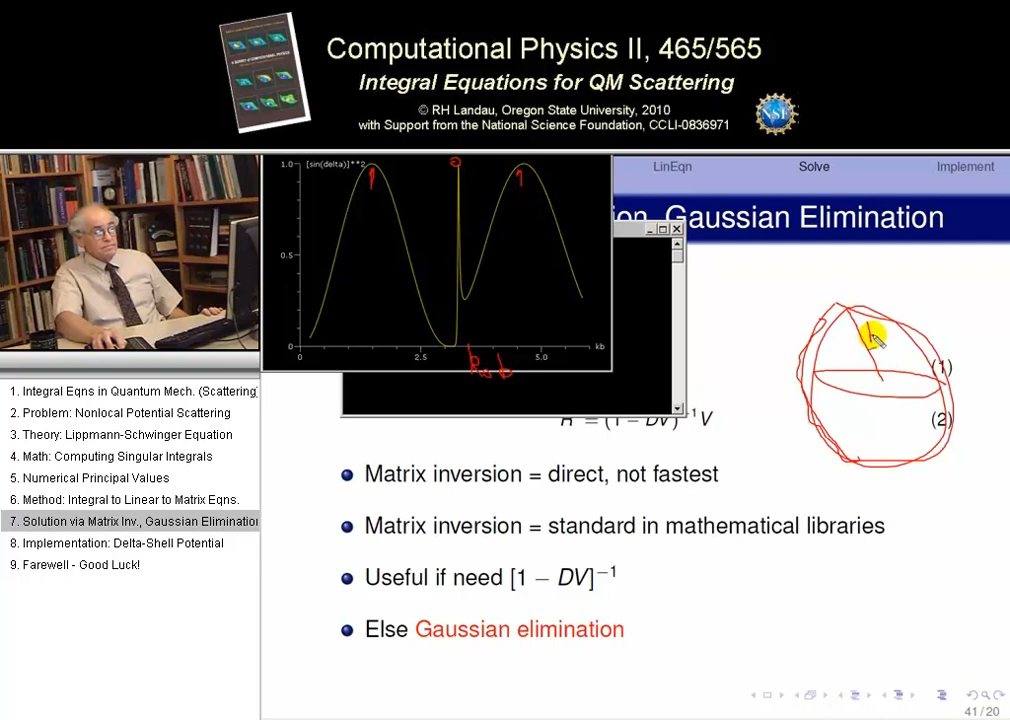 Computational Physics II, 465/565
Integral Equations for QM Scattering
© RH Landau, Oregon State University, 2010
with Support from the National Science Foundation, CCLI-0836971
NSF
LinEqn Solve Implement
ion, Gaussian Elimination
[sin(delta)]**2
1.0
0.5
0
0 2.5 5.0 kb
(1)
(2)
= (1 − DV)⁻¹ V
1. Integral Eqns in Quantum Mech. (Scattering)
2. Problem: Nonlocal Potential Scattering
3. Theory: Lippmann-Schwinger Equation
4. Math: Computing Singular Integrals
5. Numerical Principal Values
6. Method: Integral to Linear to Matrix Eqns.
7. Solution via Matrix Inv., Gaussian Elimination
8. Implementation: Delta-Shell Potential
9. Farewell - Good Luck!
Matrix inversion = direct, not fastest
Matrix inversion = standard in mathematical libraries
Useful if need [1 − DV]⁻¹
Else Gaussian elimination
41 / 20